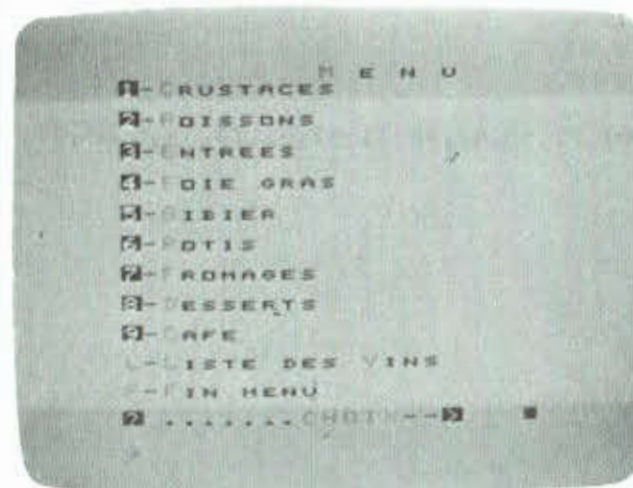 M E N U
1-CRUSTACES
2-POISSONS
3-ENTREES
4-FOIE GRAS
5-GIBIER
6-ROTIS
7-FROMAGES
8-DESSERTS
9-CAFE
L-LISTE DES VINS
F-FIN MENU
? .......CHOIX-->